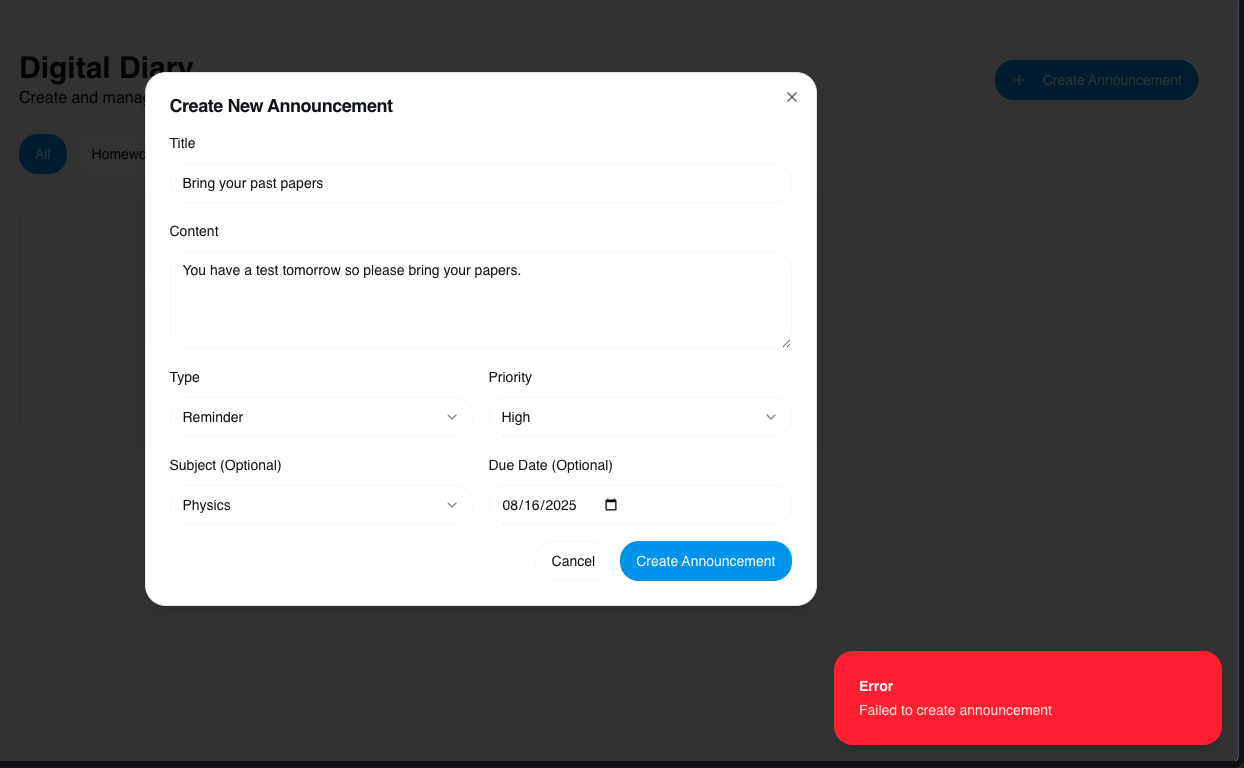 Digital Diary
Create and mana
+ Create Announcement
All
Homewo
Create New Announcement
Title
Bring your past papers
Content
You have a test tomorrow so please bring your papers.
Type
Priority
Reminder
High
Subject (Optional)
Due Date (Optional)
Physics
08/16/2025
Cancel
Create Announcement
Error
Failed to create announcement